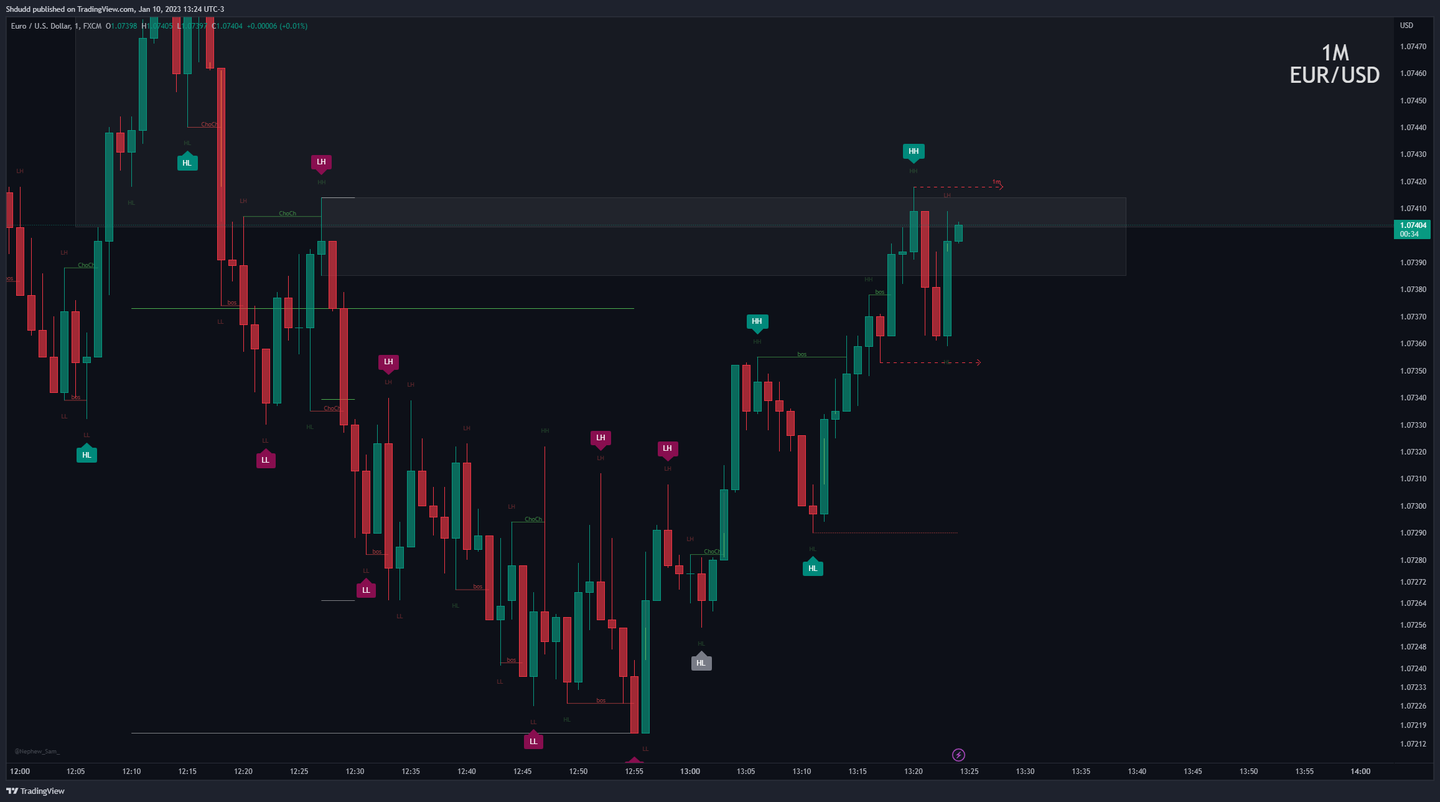 Shdudd published on TradingView.com, Jan 10, 2023 13:24 UTC-3
Euro / U.S. Dollar, 1, FXCM O1.07398 H1.07405 L1.07397 C1.07404 +0.00006 (+0.01%)
USD
1M
EUR/USD
1.07470
1.07460
1.07450
1.07440
1.07430
1.07420
1.07410
1.07404
00:34
1.07390
1.07380
1.07370
1.07360
1.07350
1.07340
1.07330
1.07320
1.07310
1.07300
1.07290
1.07280
1.07272
1.07264
1.07256
1.07248
1.07240
1.07233
1.07226
1.07219
1.07212
ChoCh
HL
HL
LH
HH
HH
HH
LH
LH
HL
1m
LH
LH
ChoCh
LH
ChoCh
bos
LL
HH
bos
HH
HH
bos
bos
LL
LL
HL
LL
LL
LH
LH
LH
ChoCh
HL
bos
LL
LL
LH
bos
HL
LH
ChoCh
HH
LH
LH
LH
LH
bos
LL
HL
bos
LL
LL
LL
LH
ChoCh
HL
HL
HL
HL
@Nephew_Sam_
12:00 12:05 12:10 12:15 12:20 12:25 12:30 12:35 12:40 12:45 12:50 12:55 13:00 13:05 13:10 13:15 13:20 13:25 13:30 13:35 13:40 13:45 13:50 13:55 14:00
TradingView